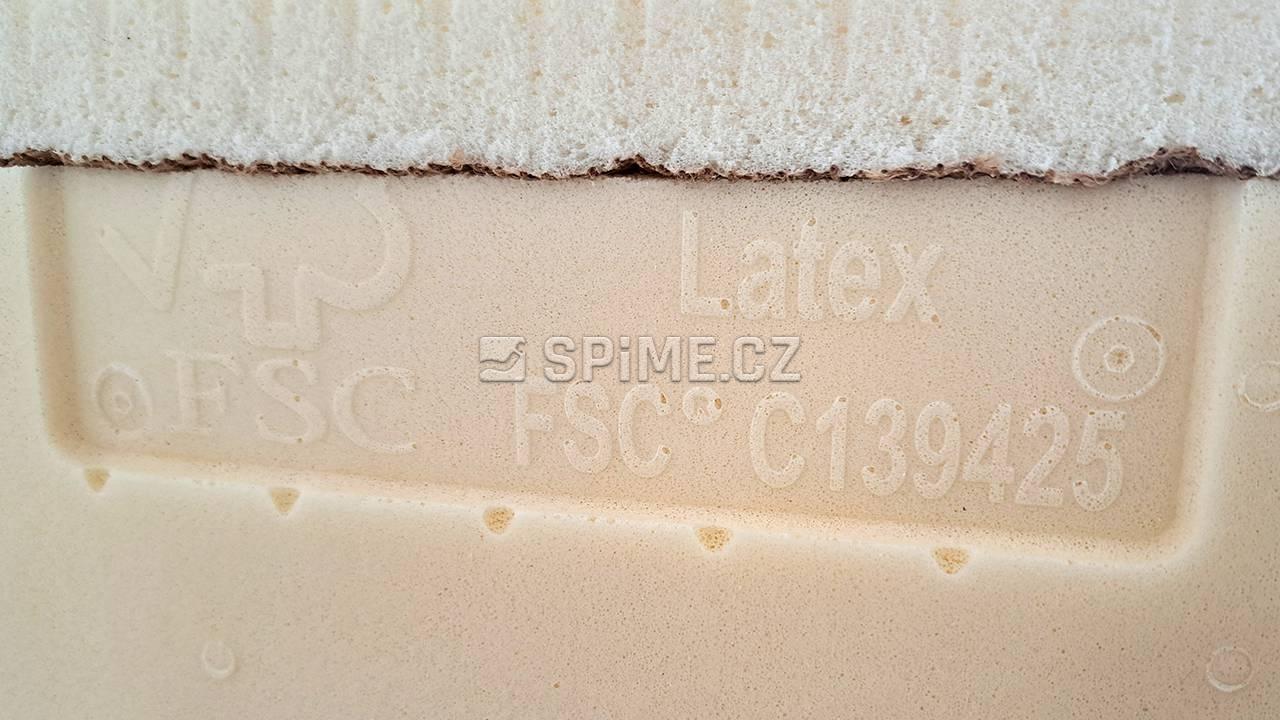 Latex
SPiME.CZ
FSC
FSC® C139425